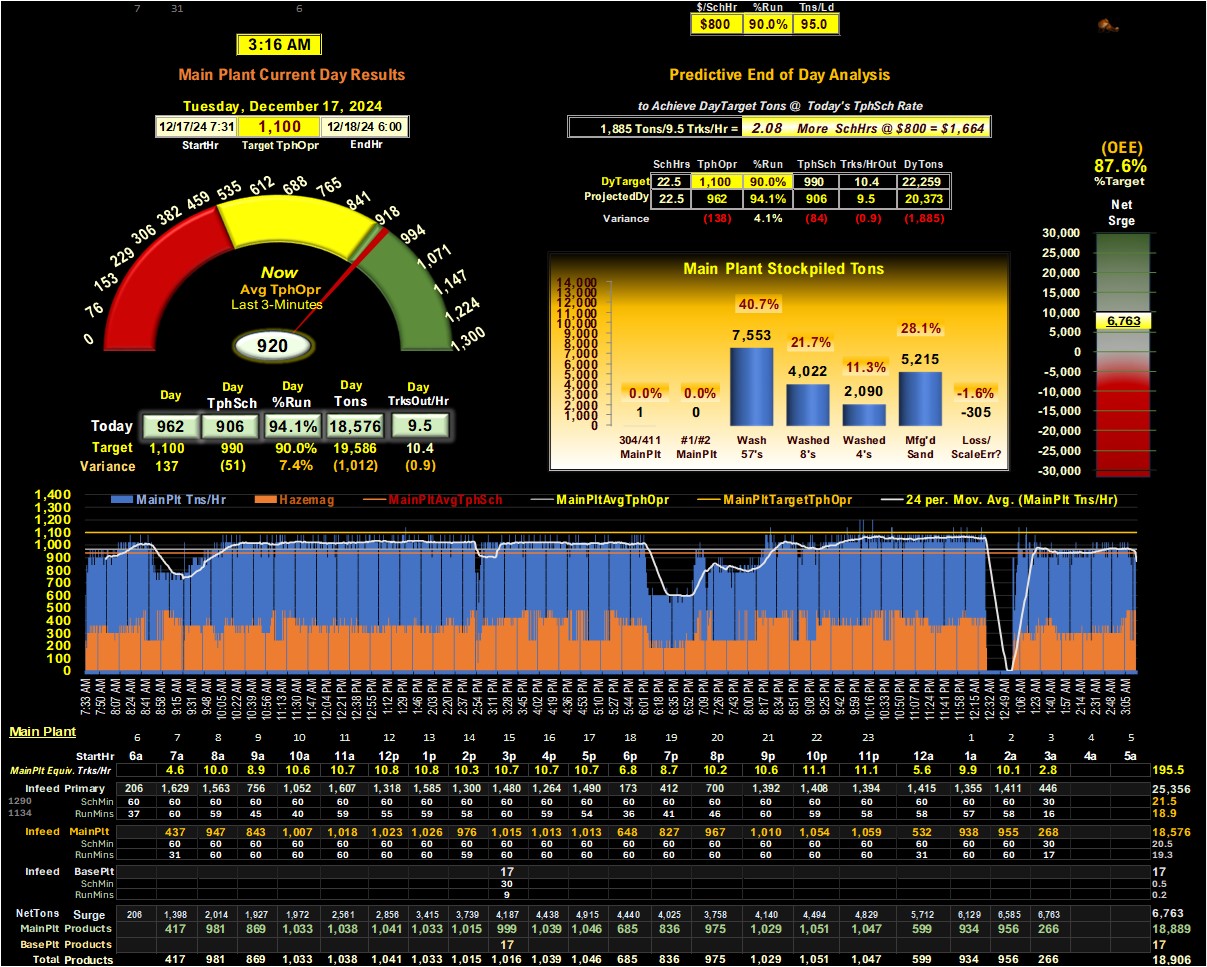 7 31 6
$/SchHr %Run Tns/Ld
$800 90.0% 95.0
3:16 AM
Main Plant Current Day Results
Predictive End of Day Analysis
Tuesday, December 17, 2024
to Achieve DayTarget Tons @ Today's TphSch Rate
12/17/24 7:31 1,100 12/18/24 6:00
StartHr Target TphOpr EndHr
1,885 Tons/9.5 Trks/Hr = 2.08 More SchHrs @ $800 = $1,664
(OEE)
87.6%
%Target
SchHrs TphOpr %Run TphSch Trks/HrOut DyTons
DyTarget 22.5 1,100 90.0% 990 10.4 22,259
ProjectedDy 22.5 962 94.1% 906 9.5 20,373
Variance (138) 4.1% (84) (0.9) (1,885)
0 76 153 229 306 382 459 535 612 688 765 841 918 994 1,071 1,147 1,224 1,300
Now
Avg TphOpr
Last 3-Minutes
920
Net
Srge
30,000
25,000
20,000
15,000
10,000
6,763
5,000
0
-5,000
-10,000
-15,000
-20,000
-25,000
-30,000
Main Plant Stockpiled Tons
14,000
13,000
12,000
11,000
10,000
9,000
8,000
7,000
6,000
5,000
4,000
3,000
2,000
1,000
0
0.0% 0.0% 40.7% 21.7% 11.3% 28.1% -1.6%
1 0 7,553 4,022 2,090 5,215 -305
304/411 #1/#2 Wash Washed Washed Mfg'd Loss/
MainPlt MainPlt 57's 8's 4's Sand ScaleErr?
Day Day Day Day Day
TphSch %Run Tons TrksOut/Hr
Today 962 906 94.1% 18,576 9.5
Target 1,100 990 90.0% 19,586 10.4
Variance 137 (51) 7.4% (1,012) (0.9)
MainPlt Tns/Hr Hazemag MainPltAvgTphSch MainPltAvgTphOpr MainPltTargetTphOpr 24 per. Mov. Avg. (MainPlt Tns/Hr)
1,400
1,300
1,200
1,100
1,000
900
800
700
600
500
400
300
200
100
0
7:33 AM 7:50 AM 8:07 AM 8:24 AM 8:41 AM 8:58 AM 9:15 AM 9:31 AM 9:48 AM 10:05 AM 10:22 AM 10:39 AM 10:56 AM 11:13 AM 11:30 AM 11:47 AM 12:04 PM 12:21 PM 12:38 PM 12:55 PM 1:12 PM 1:29 PM 1:46 PM 2:03 PM 2:20 PM 2:37 PM 2:54 PM 3:11 PM 3:28 PM 3:45 PM 4:02 PM 4:19 PM 4:36 PM 4:53 PM 5:10 PM 5:27 PM 5:44 PM 6:01 PM 6:18 PM 6:35 PM 6:52 PM 7:09 PM 7:26 PM 7:43 PM 8:00 PM 8:17 PM 8:34 PM 8:51 PM 9:08 PM 9:25 PM 9:42 PM 9:59 PM 10:16 PM 10:33 PM 10:50 PM 11:07 PM 11:24 PM 11:41 PM 11:58 PM 12:15 AM 12:32 AM 12:49 AM 1:06 AM 1:23 AM 1:40 AM 1:57 AM 2:14 AM 2:31 AM 2:48 AM 3:05 AM
Main Plant 6 7 8 9 10 11 12 13 14 15 16 17 18 19 20 21 22 23 1 2 3 4 5
StartHr 6a 7a 8a 9a 10a 11a 12p 1p 2p 3p 4p 5p 6p 7p 8p 9p 10p 11p 12a 1a 2a 3a 4a 5a
MainPlt Equiv. Trks/Hr 4.6 10.0 8.9 10.6 10.7 10.8 10.8 10.3 10.7 10.7 10.7 6.8 8.7 10.2 10.6 11.1 11.1 5.6 9.9 10.1 2.8 195.5
Infeed Primary 206 1,629 1,563 756 1,052 1,607 1,318 1,585 1,300 1,480 1,264 1,490 173 412 700 1,392 1,408 1,394 1,415 1,355 1,411 446 25,356
1290 SchMin 60 60 60 60 60 60 60 60 60 60 60 60 60 60 60 60 60 60 60 60 60 30 21.5
1134 RunMins 37 60 59 45 40 59 55 59 58 60 59 54 36 41 46 60 59 58 58 57 58 16 18.9
Infeed MainPlt 437 947 843 1,007 1,018 1,023 1,026 976 1,015 1,013 1,013 648 827 967 1,010 1,054 1,059 532 938 955 268 18,576
SchMin 60 60 60 60 60 60 60 60 60 60 60 60 60 60 60 60 60 60 60 60 30 20.5
RunMins 31 60 60 60 60 60 60 59 60 60 60 60 60 60 60 60 60 31 60 60 17 19.3
Infeed BasePlt 17 17
SchMin 30 0.5
RunMins 9 0.2
NetTons Surge 206 1,398 2,014 1,927 1,972 2,561 2,856 3,415 3,739 4,187 4,438 4,915 4,440 4,025 3,758 4,140 4,494 4,829 5,712 6,129 6,585 6,763 6,763
MainPlt Products 417 981 869 1,033 1,038 1,041 1,033 1,015 999 1,039 1,046 685 836 975 1,029 1,051 1,047 599 934 956 266 18,889
BasePlt Products 17 17
Total Products 417 981 869 1,033 1,038 1,041 1,033 1,015 1,016 1,039 1,046 685 836 975 1,029 1,051 1,047 599 934 956 266 18,906